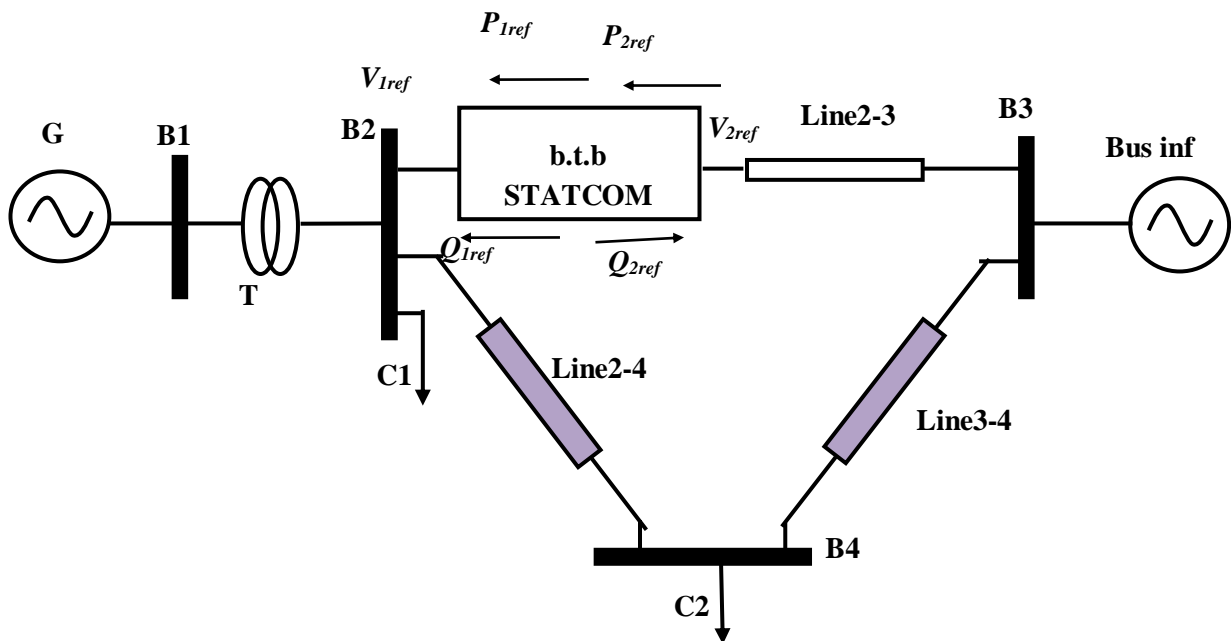 P1ref
P2ref
V1ref
G
B1
B2
b.t.b
STATCOM
V2ref
Line2-3
B3
Bus inf
T
Q1ref
Q2ref
C1
Line2-4
Line3-4
B4
C2